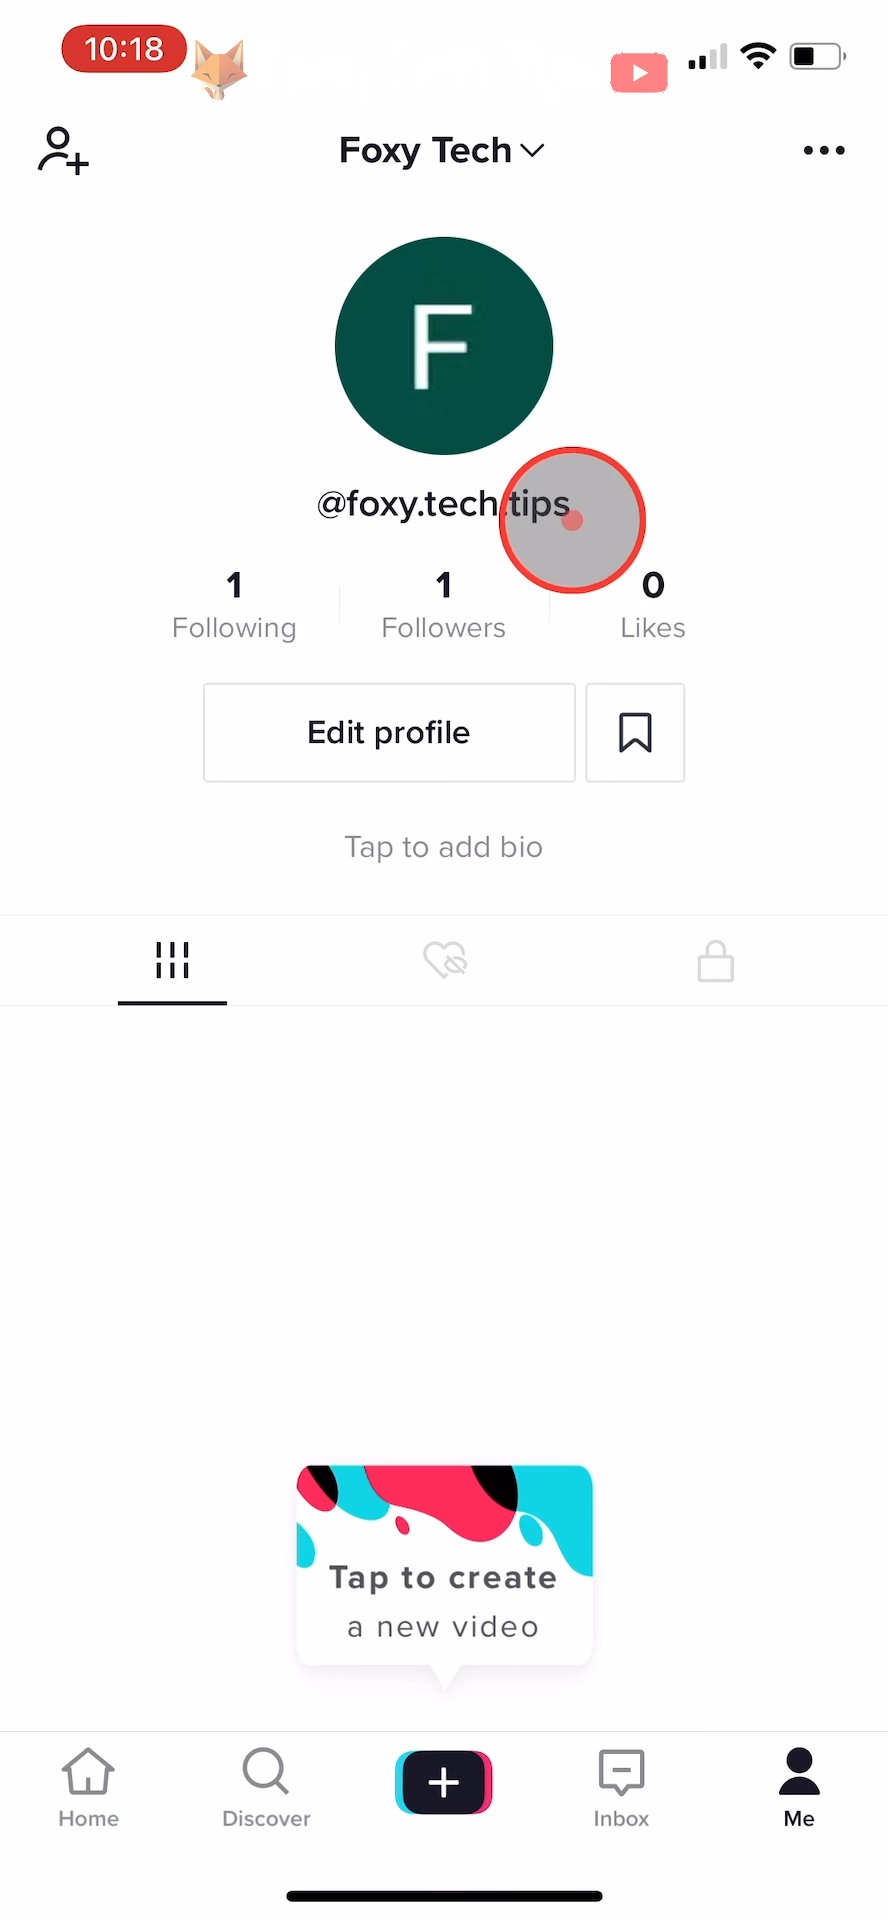 10:18
Foxy Tech
F
@foxy.tech.tips
1
Following
1
Followers
0
Likes
Edit profile
Tap to add bio
Tap to create
a new video
Home
Discover
Inbox
Me